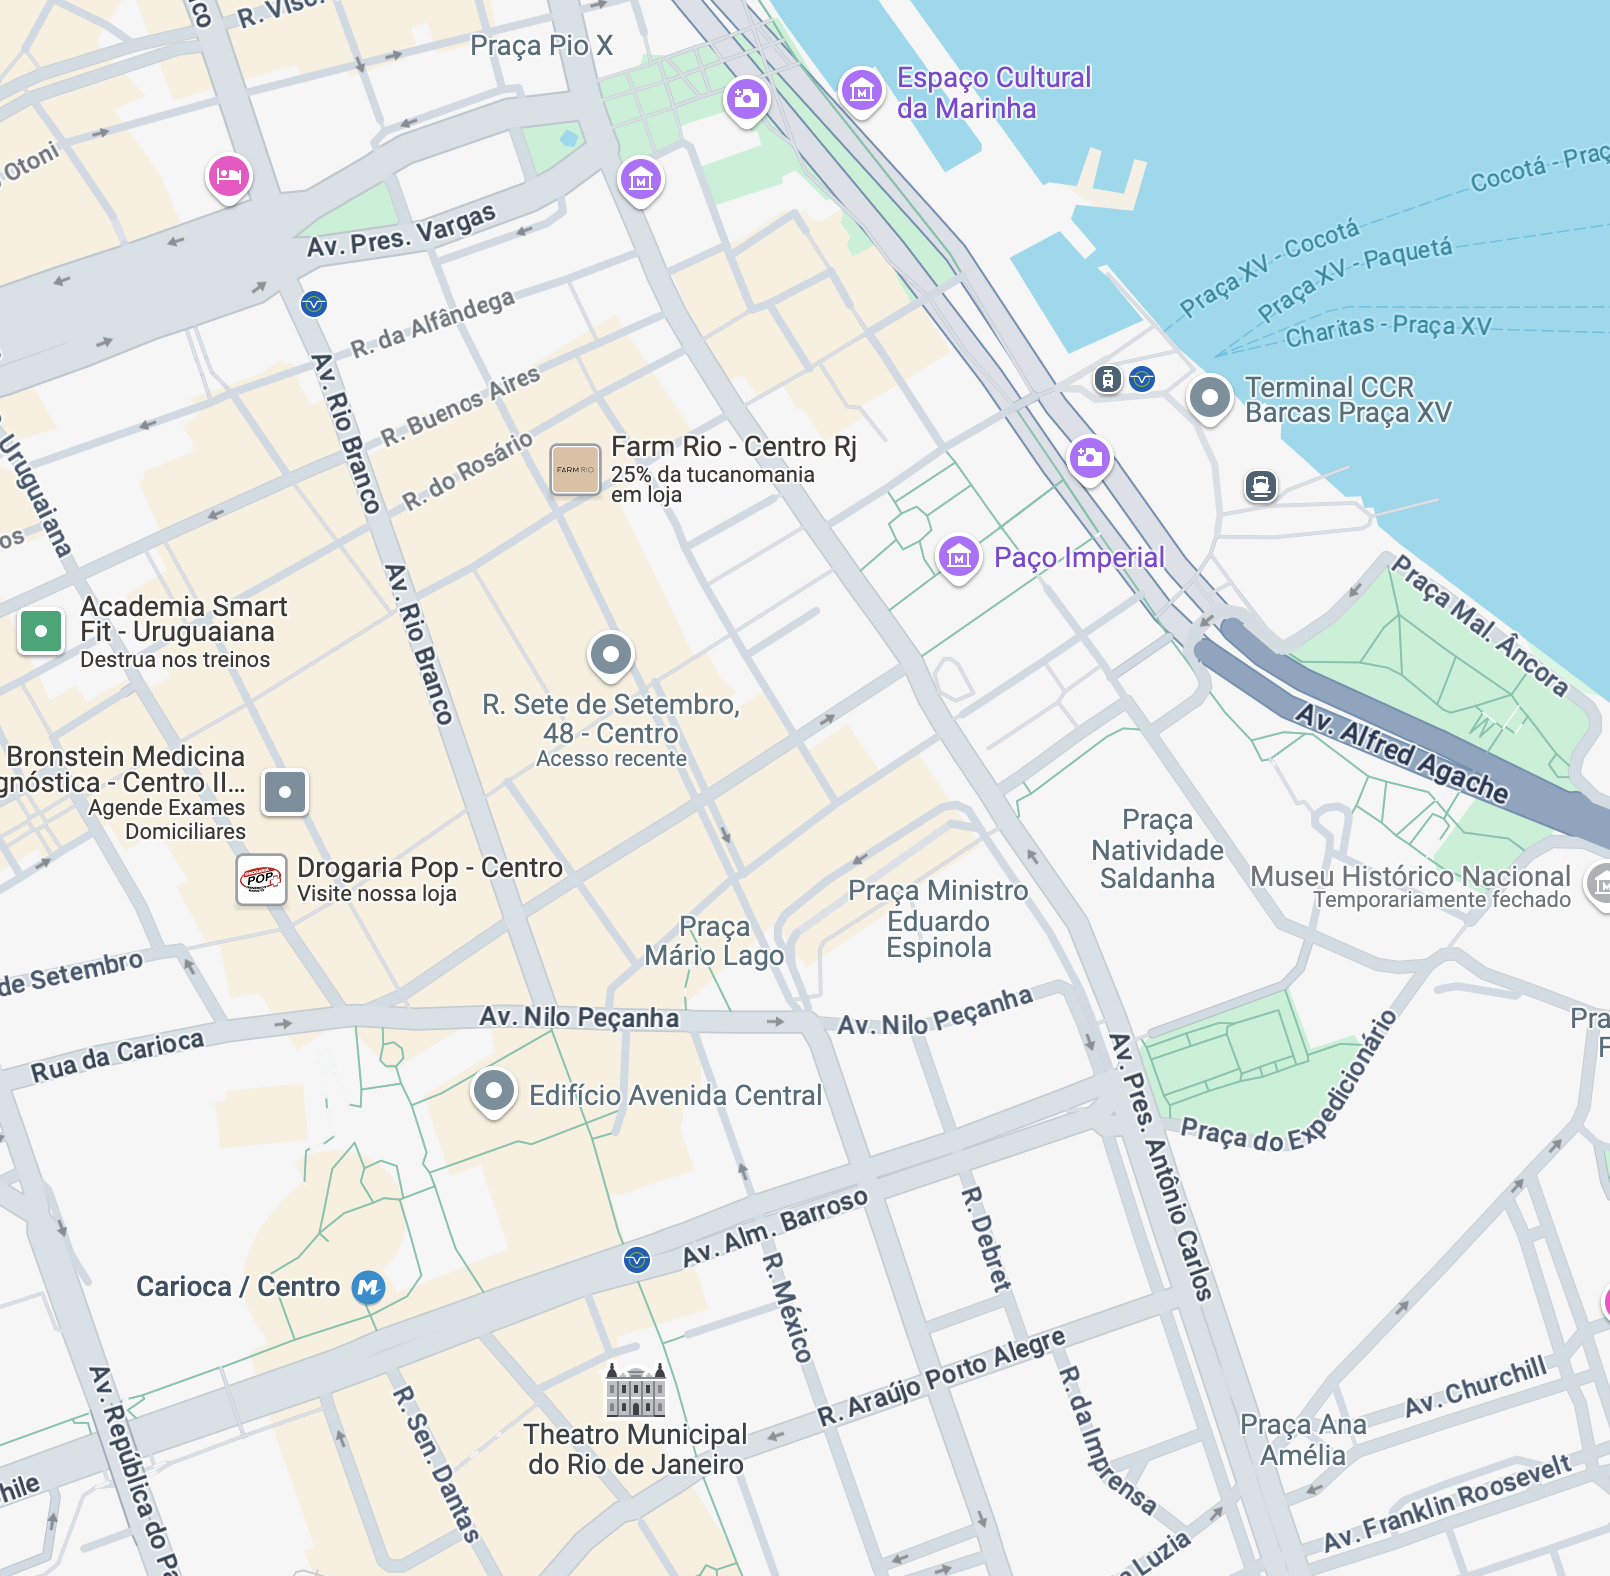 R. Visc.
Praça Pio X
Espaço Cultural
da Marinha
Otoni
Cocotá - Praç
Praça XV - Cocotá
Praça XV - Paquetá
Charitas - Praça XV
Av. Pres. Vargas
R. da Alfândega
Av. Rio Branco
R. Buenos Aires
R. do Rosário
Terminal CCR
Barcas Praça XV
Farm Rio - Centro Rj
25% da tucanomania
em loja
FARM RIO
R. Uruguaiana
os
Paço Imperial
Academia Smart
Fit - Uruguaiana
Destrua nos treinos
Av. Rio Branco
Praça Mal. Âncora
R. Sete de Setembro,
48 - Centro
Acesso recente
Av. Alfred Agache
Bronstein Medicina
gnóstica - Centro II...
Agende Exames
Domiciliares
Praça
Natividade
Saldanha
POP
Drogaria Pop - Centro
Visite nossa loja
Museu Histórico Nacional
Temporariamente fechado
Praça Ministro
Eduardo
Espinola
Praça
Mário Lago
de Setembro
Av. Nilo Peçanha
Av. Nilo Peçanha
Rua da Carioca
Pra
F
Edifício Avenida Central
Praça do Expedicionário
Av. Pres. Antônio Carlos
Av. Alm. Barroso
R. Debret
Carioca / Centro
R. México
R. Araújo Porto Alegre
Av. República do Pa
R. Sen. Dantas
Theatro Municipal
do Rio de Janeiro
R. da Imprensa
Av. Churchill
Praça Ana
Amélia
hile
Av. Franklin Roosevelt
Luzia